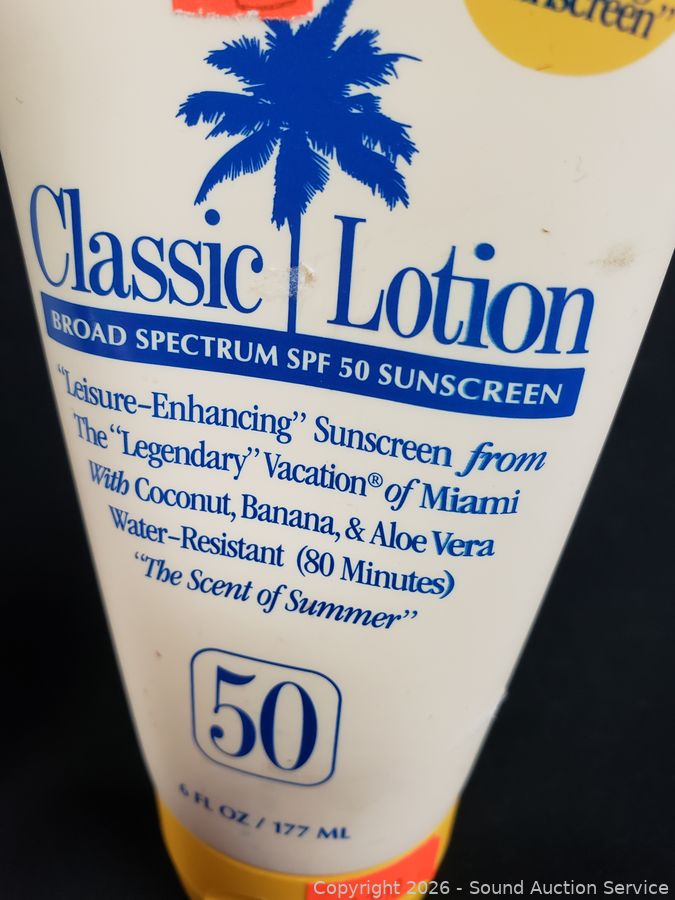 Sunscreen”
Classic Lotion
BROAD SPECTRUM SPF 50 SUNSCREEN
“Leisure–Enhancing” Sunscreen from
The “Legendary” Vacation® of Miami
With Coconut, Banana, & Aloe Vera
Water–Resistant (80 Minutes)
“The Scent of Summer”
50
6 FL OZ / 177 ML
Copyright 2026 - Sound Auction Service